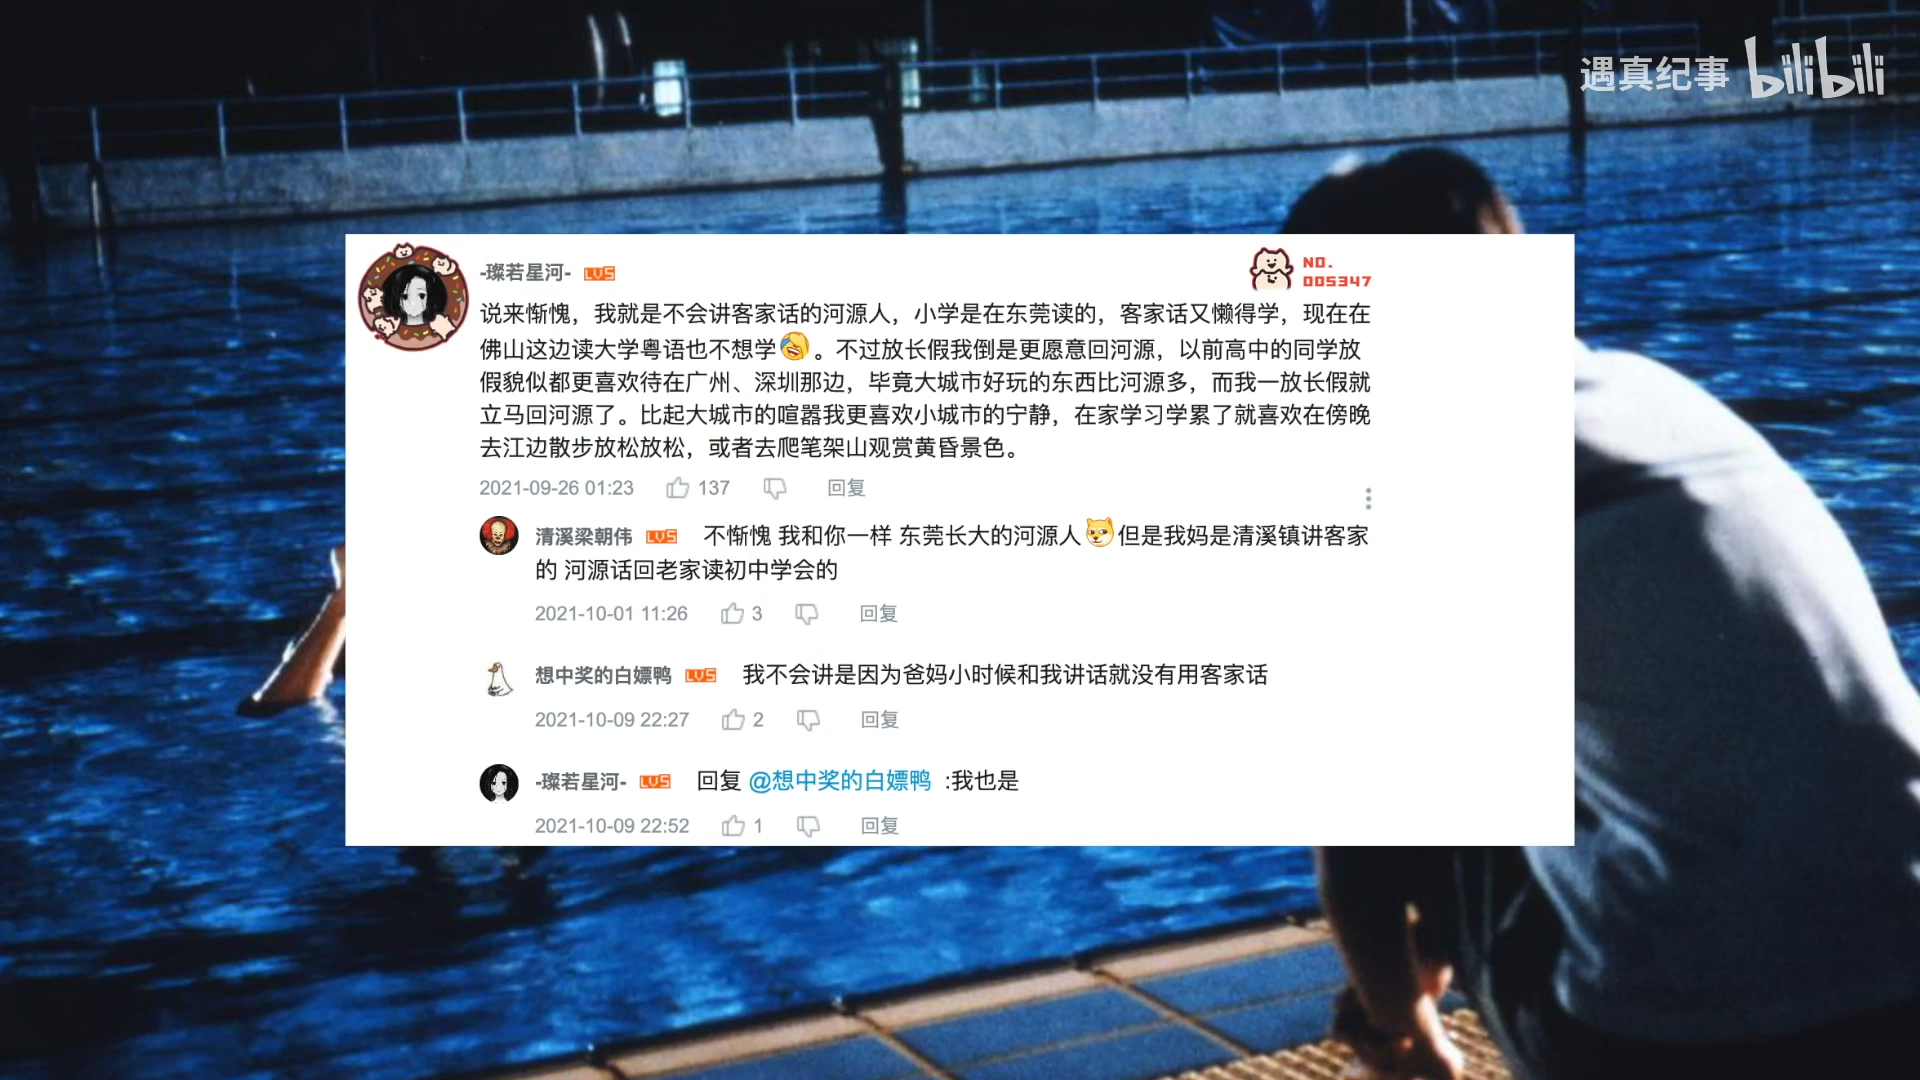 遇真纪事 bilibili
-璨若星河- LV5
NO.
005347
说来惭愧，我就是不会讲客家话的河源人，小学是在东莞读的，客家话又懒得学，现在在
佛山这边读大学粤语也不想学。不过放长假我倒是更愿意回河源，以前高中的同学放
假貌似都更喜欢待在广州、深圳那边，毕竟大城市好玩的东西比河源多，而我一放长假就
立马回河源了。比起大城市的喧嚣我更喜欢小城市的宁静，在家学习学累了就喜欢在傍晚
去江边散步放松放松，或者去爬笔架山观赏黄昏景色。
2021-09-26 01:23 137 回复
清溪梁朝伟 LV5 不惭愧 我和你一样 东莞长大的河源人但是我妈是清溪镇讲客家
的 河源话回老家读初中学会的
2021-10-01 11:26 3 回复
想中奖的白嫖鸭 LV5 我不会讲是因为爸妈小时候和我讲话就没有用客家话
2021-10-09 22:27 2 回复
-璨若星河- LV5 回复 @想中奖的白嫖鸭 :我也是
2021-10-09 22:52 1 回复